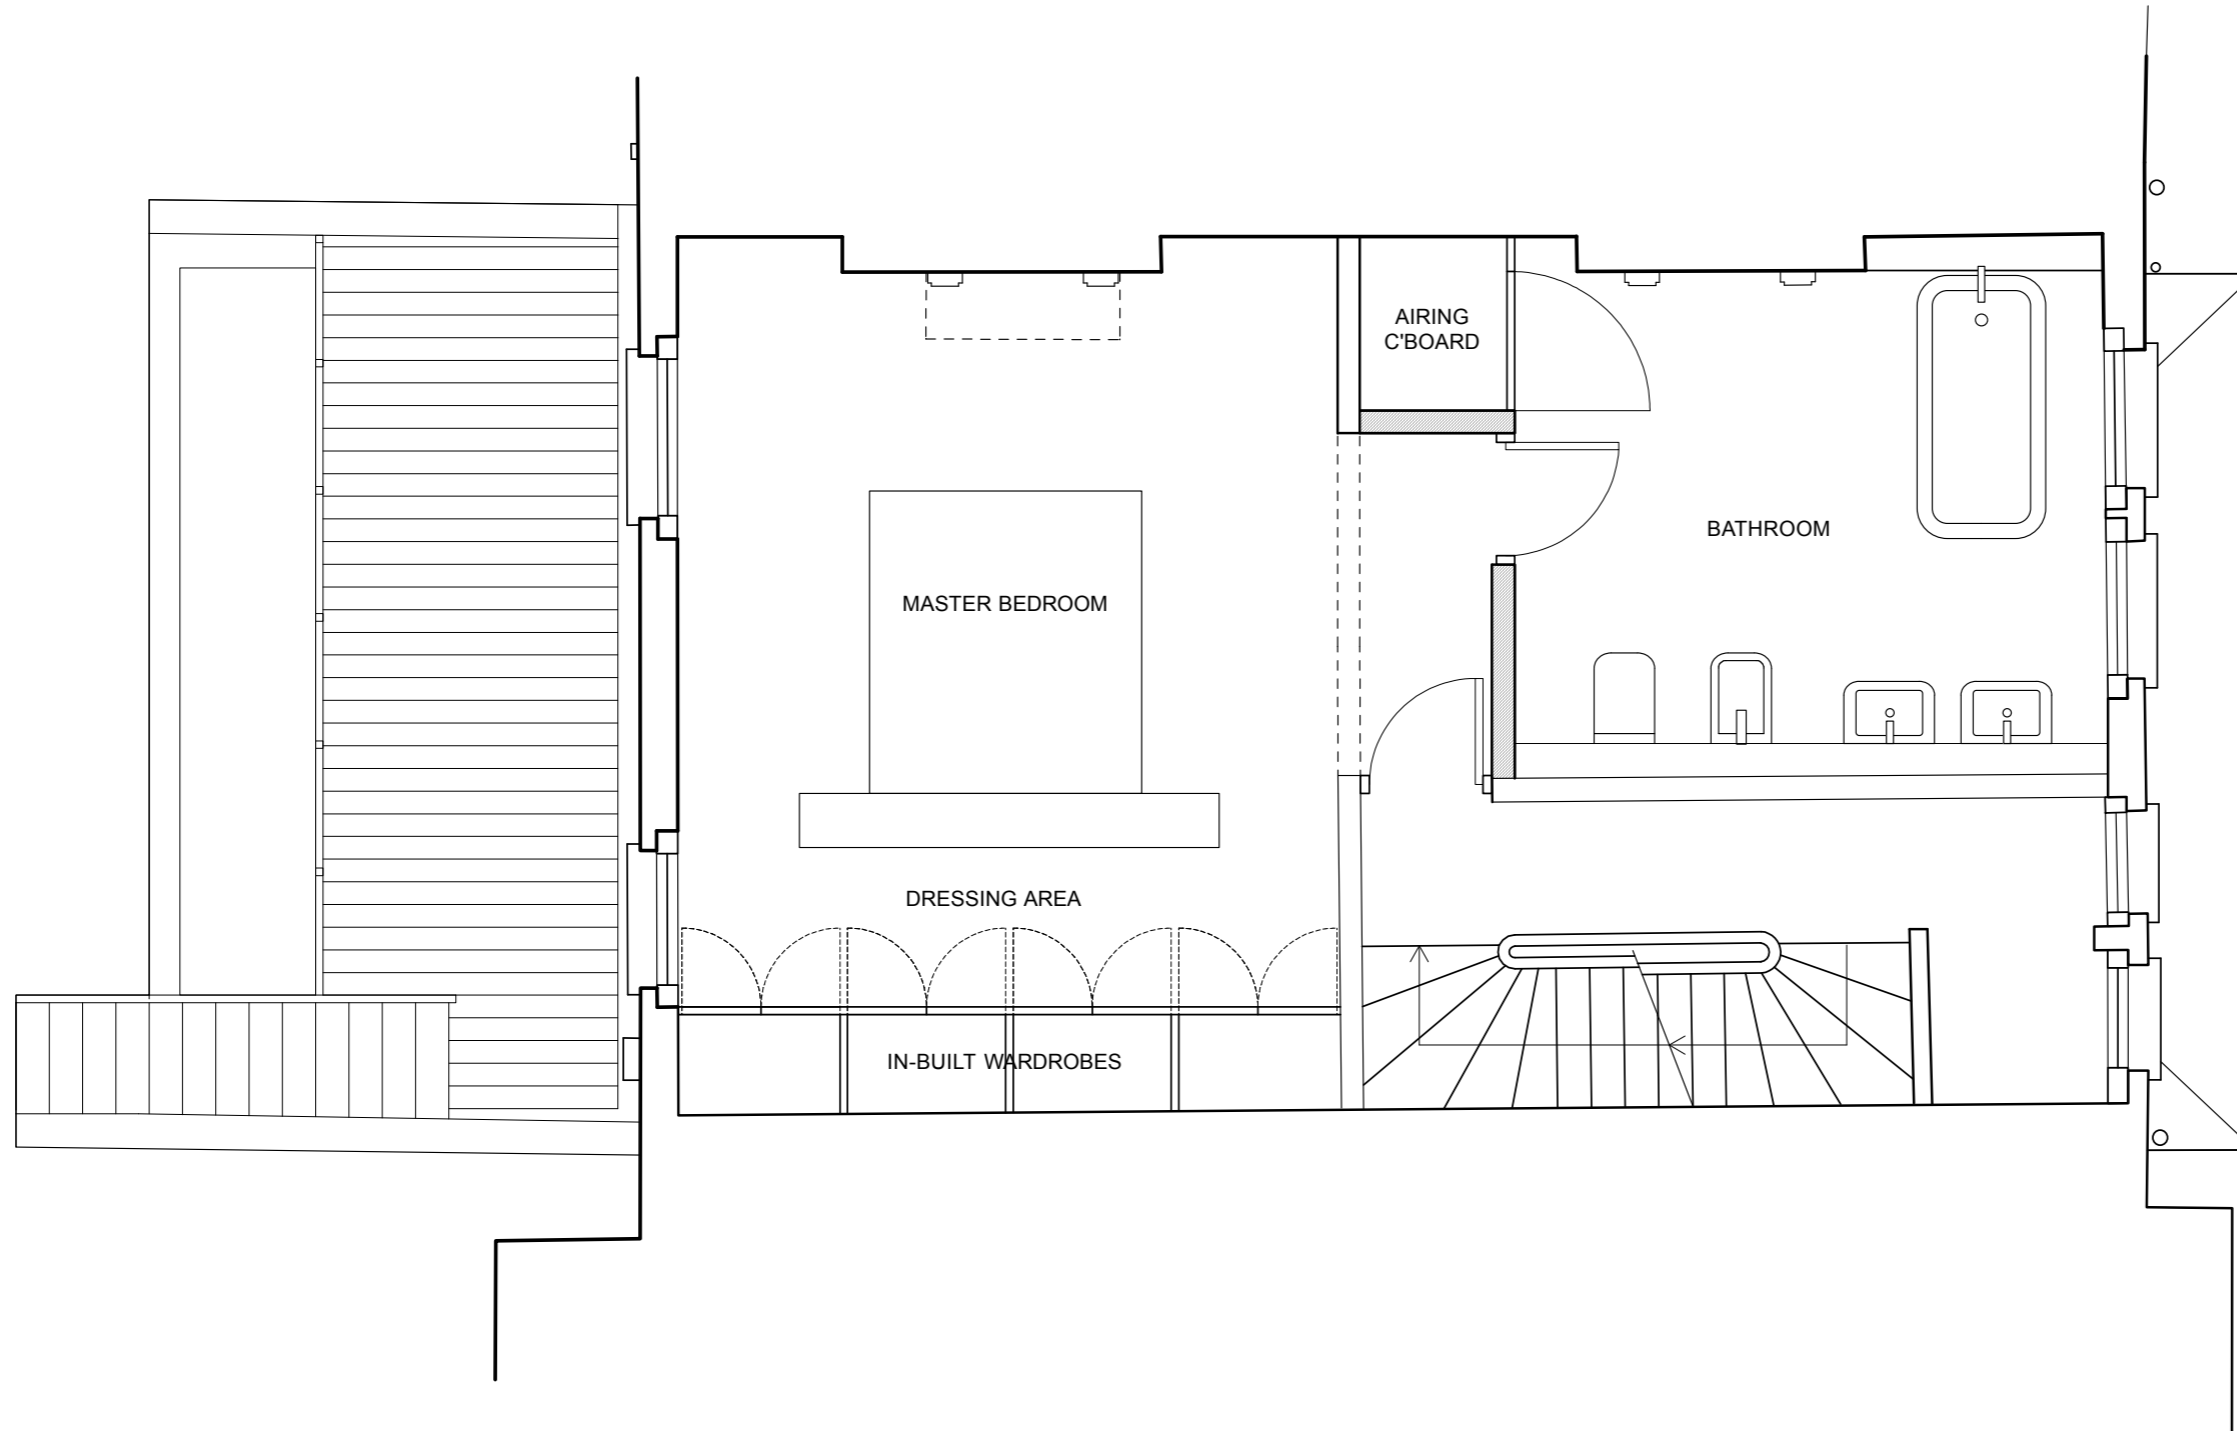 AIRING
C'BOARD
BATHROOM
MASTER BEDROOM
DRESSING AREA
IN-BUILT WARDROBES